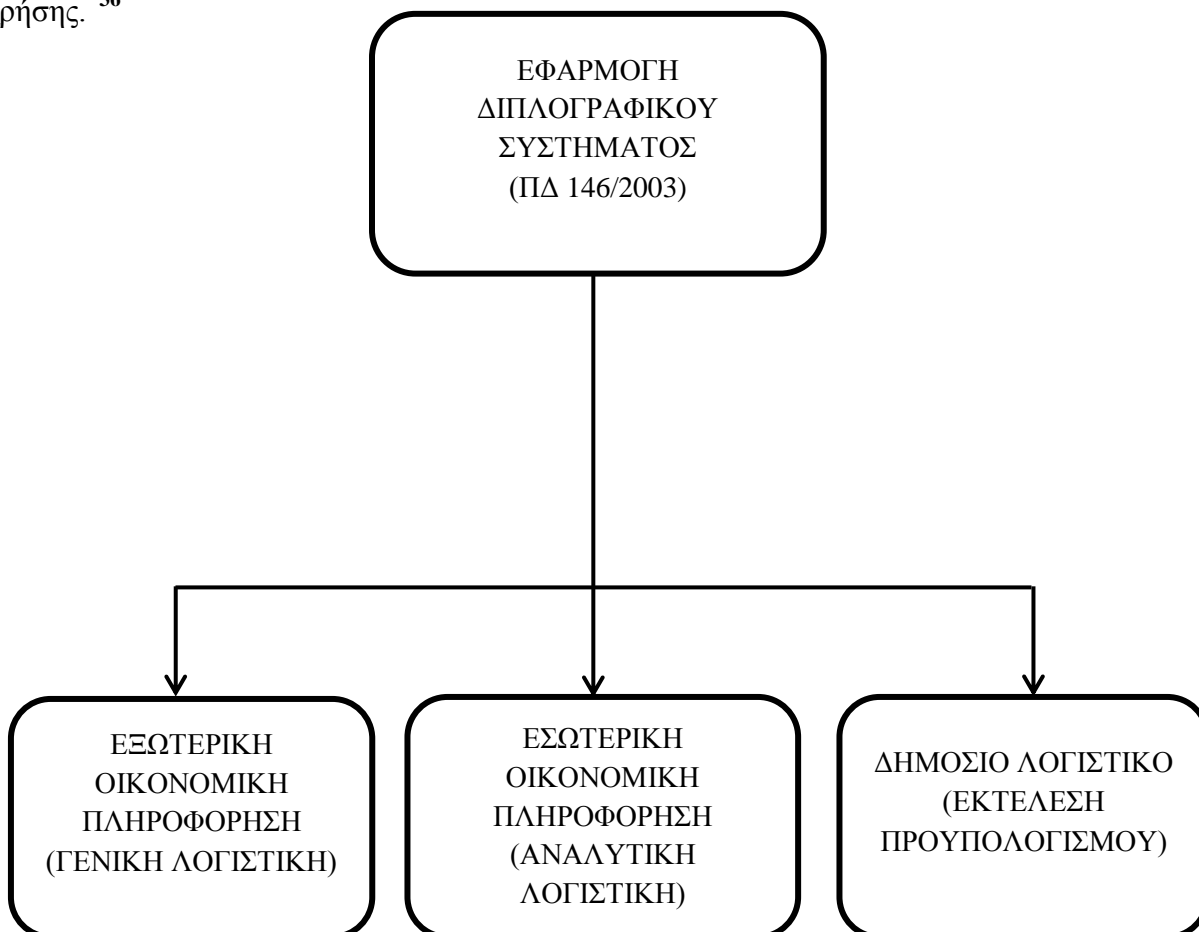 ρήσης. 56
ΕΦΑΡΜΟΓΗ
ΔΙΠΛΟΓΡΑΦΙΚΟΥ
ΣΥΣΤΗΜΑΤΟΣ
(ΠΔ 146/2003)
ΕΞΩΤΕΡΙΚΗ
ΟΙΚΟΝΟΜΙΚΗ
ΠΛΗΡΟΦΟΡΗΣΗ
(ΓΕΝΙΚΗ ΛΟΓΙΣΤΙΚΗ)
ΕΣΩΤΕΡΙΚΗ
ΟΙΚΟΝΟΜΙΚΗ
ΠΛΗΡΟΦΟΡΗΣΗ
(ΑΝΑΛΥΤΙΚΗ
ΛΟΓΙΣΤΙΚΗ)
ΔΗΜΟΣΙΟ ΛΟΓΙΣΤΙΚΟ
(ΕΚΤΕΛΕΣΗ
ΠΡΟΥΠΟΛΟΓΙΣΜΟΥ)